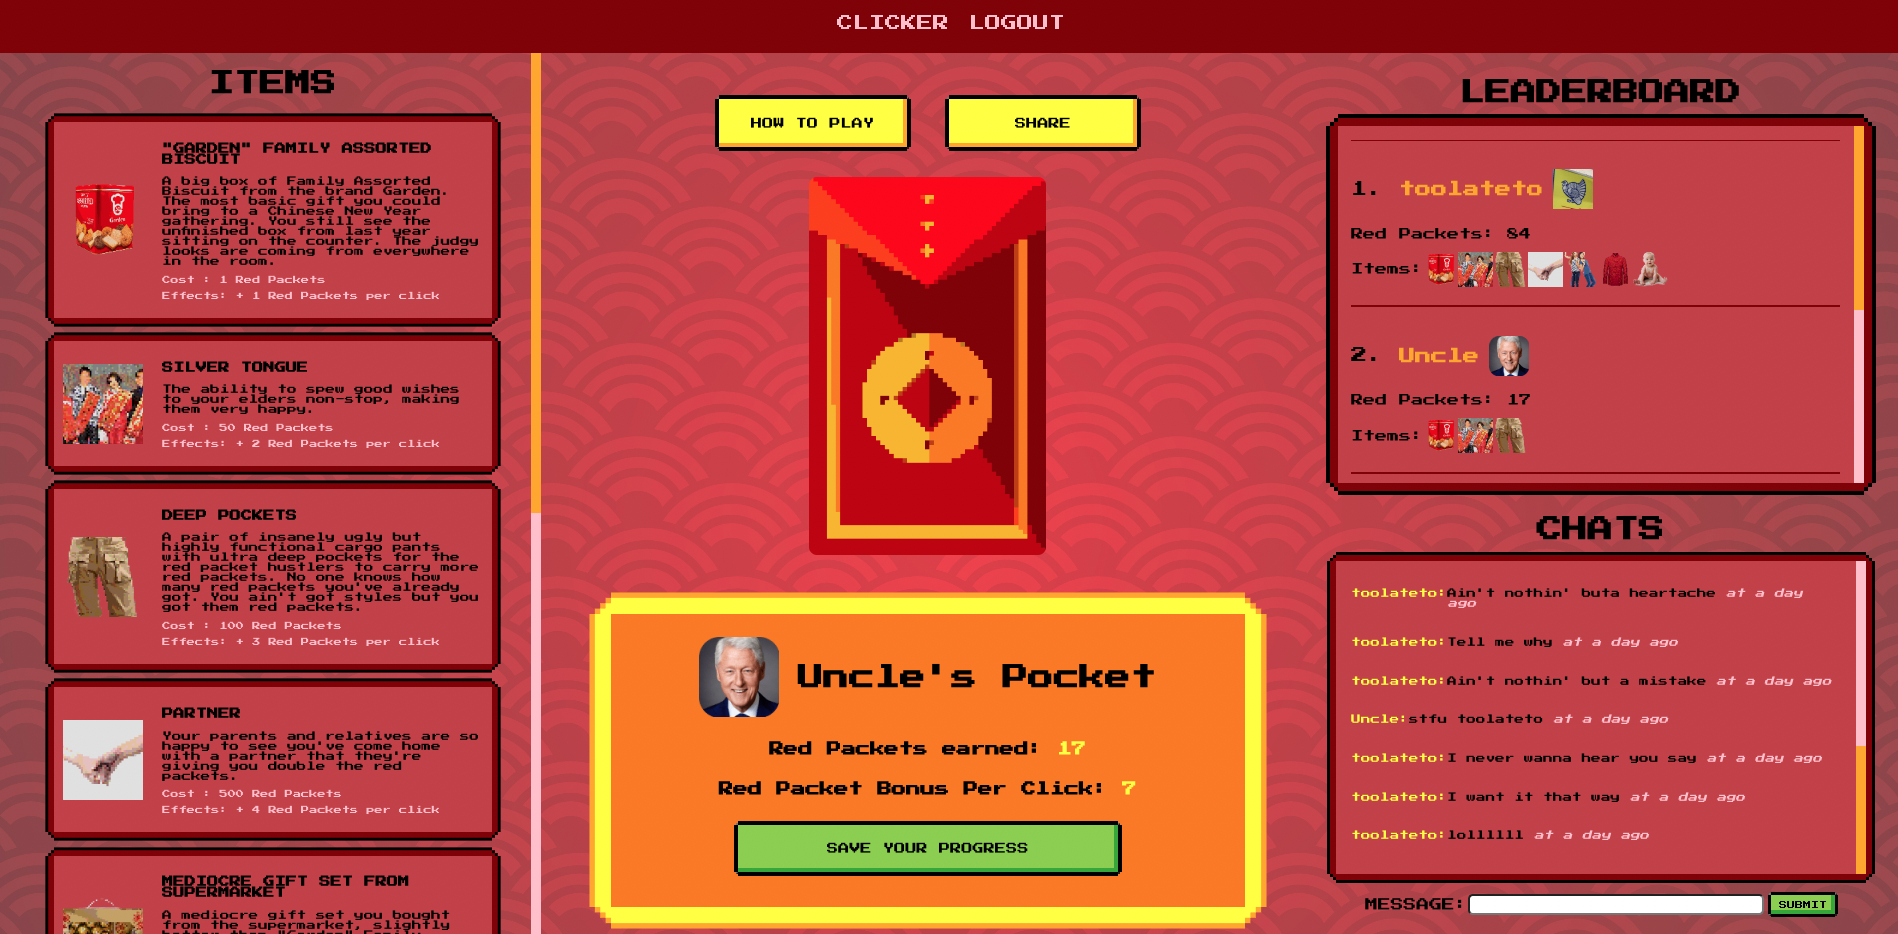 CLICKER LOGOUT
ITEMS
"GARDEN" FAMILY ASSORTED
BISCUIT
A big box of Family Assorted
Biscuit from the brand Garden.
The most basic gift you could
bring to a Chinese New Year
gathering. You still see the
unfinished box from last year
sitting on the counter. The judgy
looks are coming from everywhere
in the room.
Cost : 1 Red Packets
Effects: + 1 Red Packets per click
SILVER TONGUE
The ability to spew good wishes
to your elders non-stop, making
them very happy.
Cost : 50 Red Packets
Effects: + 2 Red Packets per click
DEEP POCKETS
A pair of insanely ugly but
highly functional cargo pants
with ultra deep pockets for the
red packet hustlers to carry more
red packets. No one knows how
many red packets you've already
got. You ain't got styles but you
got them red packets.
Cost : 100 Red Packets
Effects: + 3 Red Packets per click
PARTNER
Your parents and relatives are so
happy to see you've come home
with a partner that they're
giving you double the red
packets.
Cost : 500 Red Packets
Effects: + 4 Red Packets per click
MEDIOCRE GIFT SET FROM
SUPERMARKET
A mediocre gift set you bought
from the supermarket, slightly
better than "Garden" Family
HOW TO PLAY
SHARE
Uncle's Pocket
Red Packets earned: 17
Red Packet Bonus Per Click: 7
SAVE YOUR PROGRESS
LEADERBOARD
1. toolateto
Red Packets: 84
Items:
2. Uncle
Red Packets: 17
Items:
CHATS
toolateto:Ain't nothin' buta heartache at a day
ago
toolateto:Tell me why at a day ago
toolateto:Ain't nothin' but a mistake at a day ago
Uncle:stfu toolateto at a day ago
toolateto:I never wanna hear you say at a day ago
toolateto:I want it that way at a day ago
toolateto:lolllllll at a day ago
MESSAGE:
SUBMIT